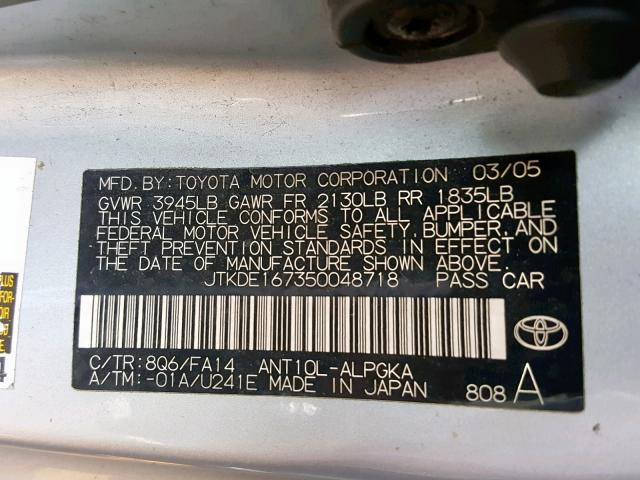 MFD. BY: TOYOTA MOTOR CORPORATION 03/05
GVWR 3945LB GAWR FR 2130LB RR 1835LB
THIS VEHICLE CONFORMS TO ALL APPLICABLE
FEDERAL MOTOR VEHICLE SAFETY, BUMPER, AND
THEFT PREVENTION STANDARDS IN EFFECT ON
THE DATE OF MANUFACTURE SHOWN ABOVE.
JTKDE167350048718 PASS CAR
C/TR: 8Q6/FA14 ANT10L-ALPGKA
A/TM: -01A/U241E MADE IN JAPAN
808 A